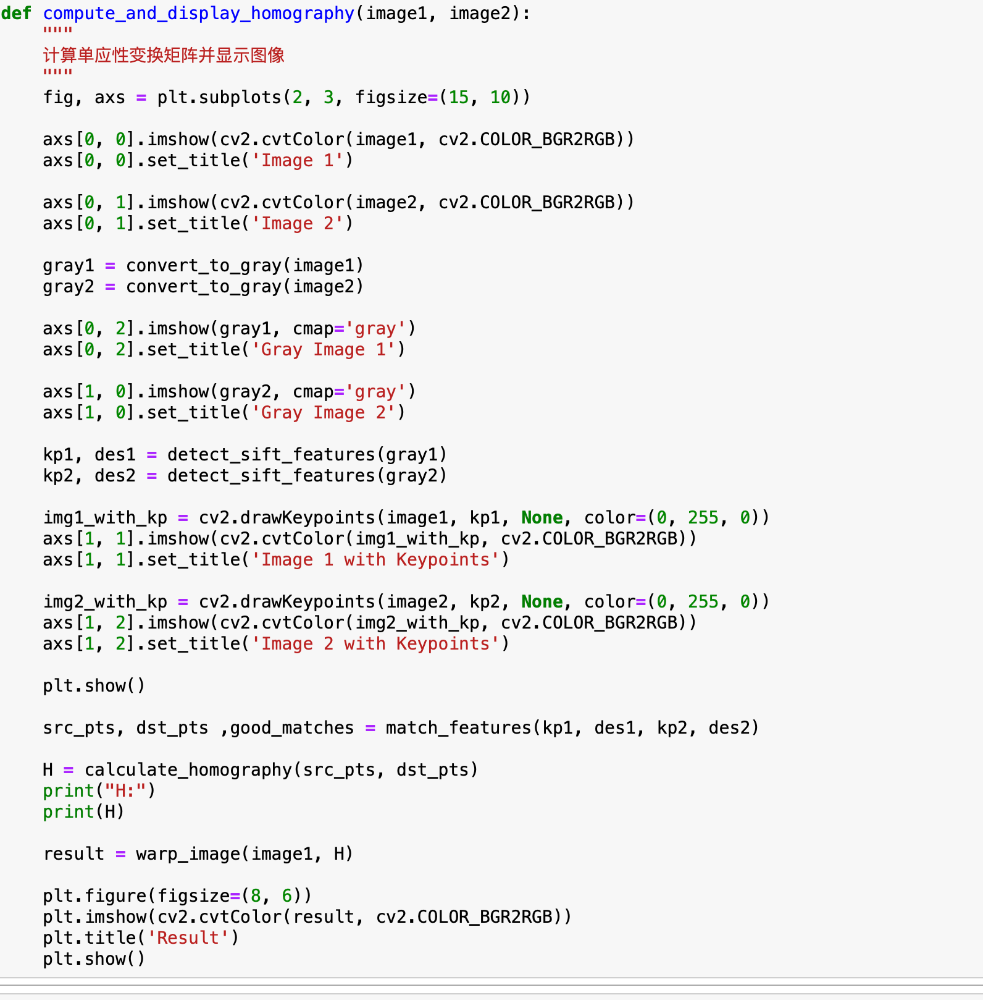 def compute_and_display_homography(image1, image2):
    """
    计算单应性变换矩阵并显示图像
    """
    fig, axs = plt.subplots(2, 3, figsize=(15, 10))

    axs[0, 0].imshow(cv2.cvtColor(image1, cv2.COLOR_BGR2RGB))
    axs[0, 0].set_title('Image 1')

    axs[0, 1].imshow(cv2.cvtColor(image2, cv2.COLOR_BGR2RGB))
    axs[0, 1].set_title('Image 2')

    gray1 = convert_to_gray(image1)
    gray2 = convert_to_gray(image2)

    axs[0, 2].imshow(gray1, cmap='gray')
    axs[0, 2].set_title('Gray Image 1')

    axs[1, 0].imshow(gray2, cmap='gray')
    axs[1, 0].set_title('Gray Image 2')

    kp1, des1 = detect_sift_features(gray1)
    kp2, des2 = detect_sift_features(gray2)

    img1_with_kp = cv2.drawKeypoints(image1, kp1, None, color=(0, 255, 0))
    axs[1, 1].imshow(cv2.cvtColor(img1_with_kp, cv2.COLOR_BGR2RGB))
    axs[1, 1].set_title('Image 1 with Keypoints')

    img2_with_kp = cv2.drawKeypoints(image2, kp2, None, color=(0, 255, 0))
    axs[1, 2].imshow(cv2.cvtColor(img2_with_kp, cv2.COLOR_BGR2RGB))
    axs[1, 2].set_title('Image 2 with Keypoints')

    plt.show()

    src_pts, dst_pts ,good_matches = match_features(kp1, des1, kp2, des2)

    H = calculate_homography(src_pts, dst_pts)
    print("H:")
    print(H)

    result = warp_image(image1, H)

    plt.figure(figsize=(8, 6))
    plt.imshow(cv2.cvtColor(result, cv2.COLOR_BGR2RGB))
    plt.title('Result')
    plt.show()